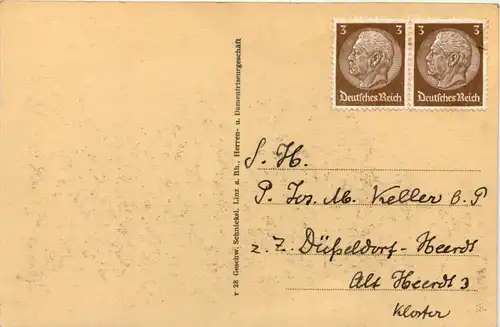 3 3
Deutsches Reich
3 3
Deutsches Reich
r 28 Geschw. Schnickel, Linz a. Rh., Herren- u. Damenfriseurgeschäft
S. H.
P. Jos. M. Keller O. P
z. Z. Düßeldorf-Heerdt
Alt Heerdt 3
Kloster